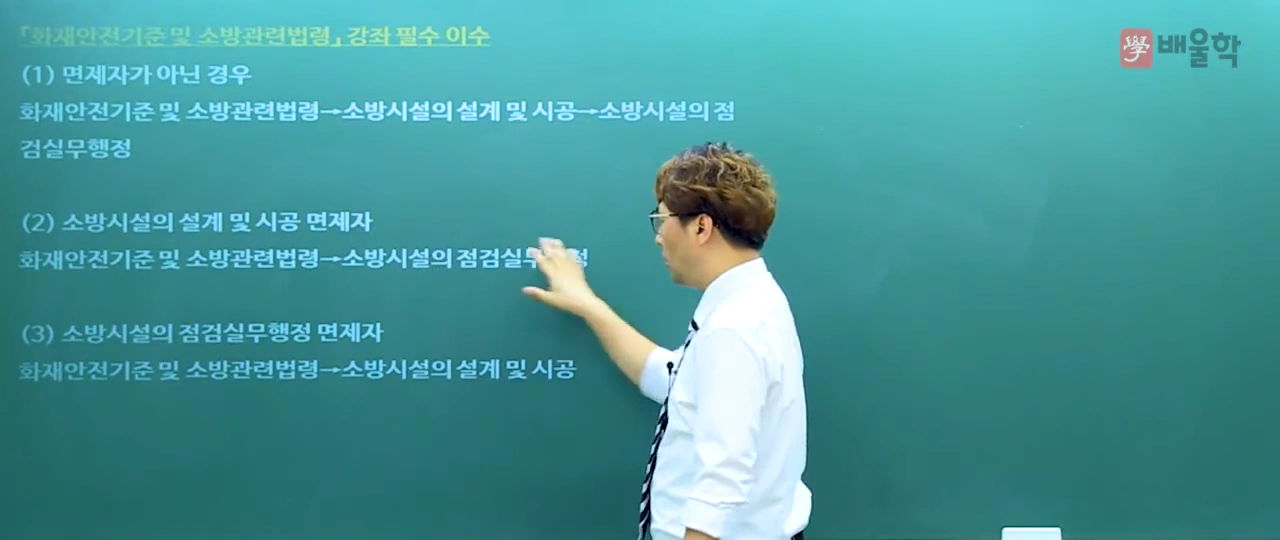 「화재안전기준 및 소방관련법령」 강좌 필수 이수
(1) 면제자가 아닌 경우
화재안전기준 및 소방관련법령→소방시설의 설계 및 시공→소방시설의 점
검실무행정
(2) 소방시설의 설계 및 시공 면제자
화재안전기준 및 소방관련법령→소방시설의
(3) 소방시설의 점검실무행정 면제자
화재안전기준 및 소방관련법령→소방시설의 설계 및 시공
學 배울학